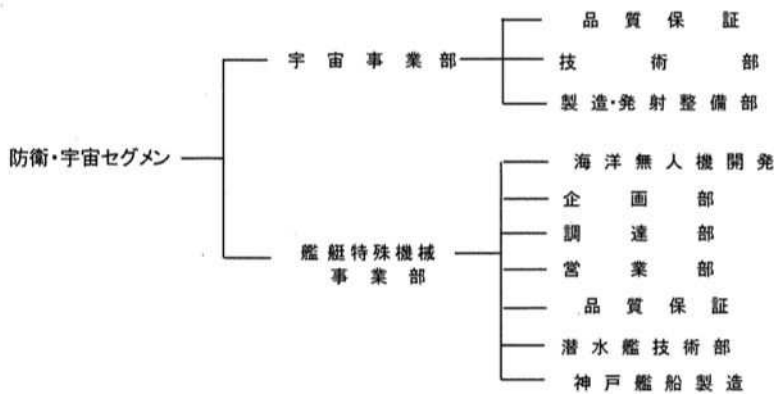 防衛・宇宙セグメン
宇宙事業部
品質保証
技術部
製造・発射整備部
艦艇特殊機械
事業部
海洋無人機開発
企画部
調達部
営業部
品質保証
潜水艦技術部
神戸艦船製造